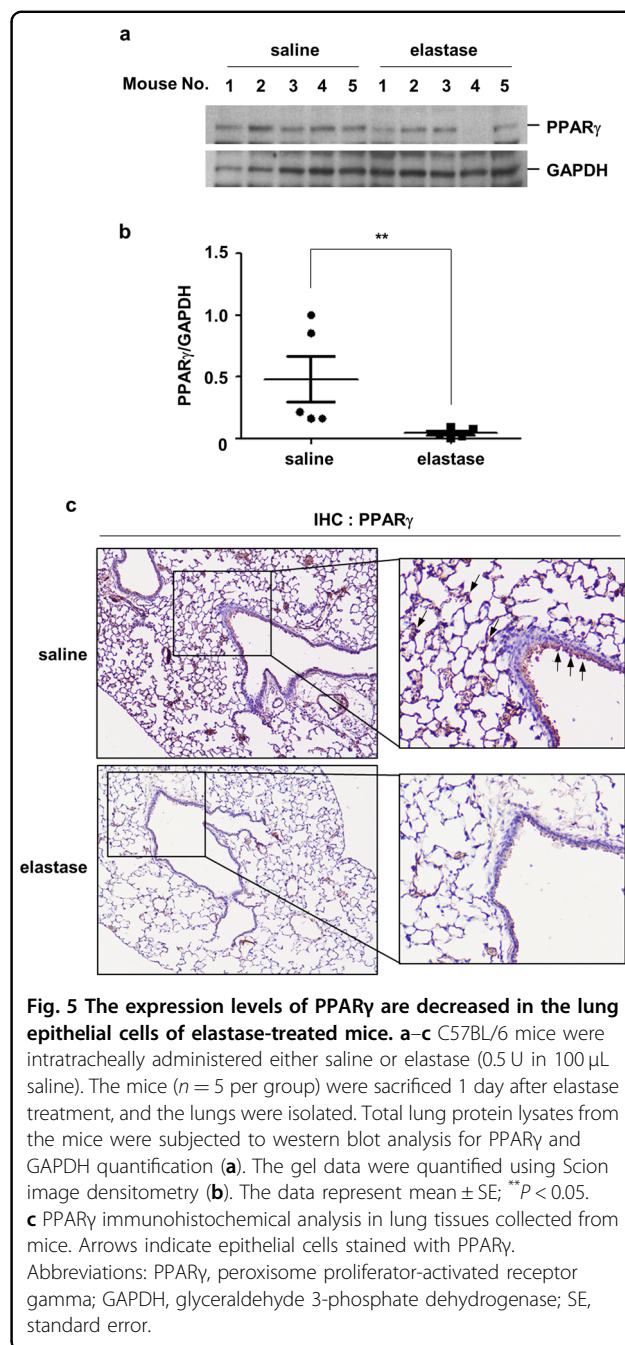 a
saline elastase
Mouse No. 1 2 3 4 5 1 2 3 4 5
PPARγ
GAPDH
b
**
1.5
1.0
0.5
0
PPARγ/GAPDH
saline elastase
c
IHC : PPARγ
saline
elastase
Fig. 5 The expression levels of PPARγ are decreased in the lung
epithelial cells of elastase-treated mice. a–c C57BL/6 mice were
intratracheally administered either saline or elastase (0.5 U in 100 μL
saline). The mice (n = 5 per group) were sacrificed 1 day after elastase
treatment, and the lungs were isolated. Total lung protein lysates from
the mice were subjected to western blot analysis for PPARγ and
GAPDH quantification (a). The gel data were quantified using Scion
image densitometry (b). The data represent mean ± SE; **P < 0.05.
c PPARγ immunohistochemical analysis in lung tissues collected from
mice. Arrows indicate epithelial cells stained with PPARγ.
Abbreviations: PPARγ, peroxisome proliferator-activated receptor
gamma; GAPDH, glyceraldehyde 3-phosphate dehydrogenase; SE,
standard error.